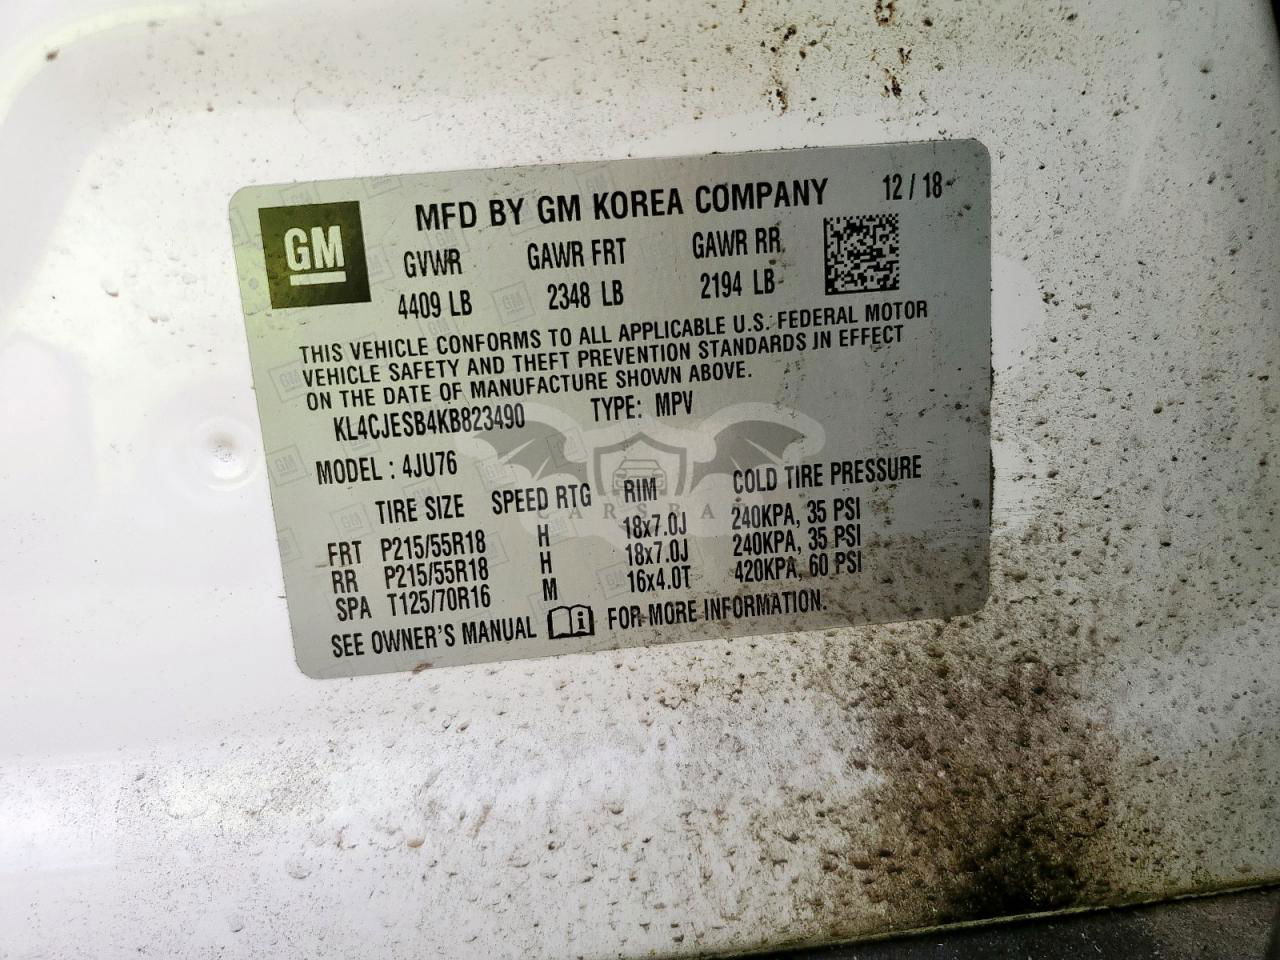 MFD BY GM KOREA COMPANY 12 / 18
GM
GVWR GAWR FRT GAWR RR
4409 LB 2348 LB 2194 LB
THIS VEHICLE CONFORMS TO ALL APPLICABLE U.S. FEDERAL MOTOR
VEHICLE SAFETY AND THEFT PREVENTION STANDARDS IN EFFECT
ON THE DATE OF MANUFACTURE SHOWN ABOVE.
KL4CJESB4KB823490 TYPE: MPV
MODEL : 4JU76
TIRE SIZE SPEED RTG RIM COLD TIRE PRESSURE
FRT P215/55R18 H 18x7.0J 240KPA, 35 PSI
RR P215/55R18 H 18x7.0J 240KPA, 35 PSI
SPA T125/70R16 M 16x4.0T 420KPA, 60 PSI
SEE OWNER'S MANUAL FOR MORE INFORMATION.